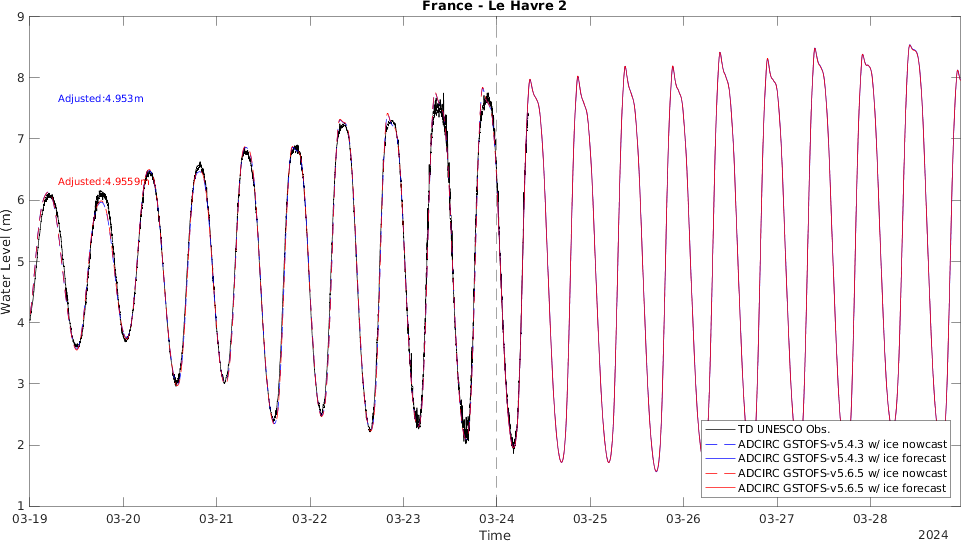 France - Le Havre 2
9
8
7
6
5
4
3
2
1
Water Level (m)
Adjusted:4.953m
Adjusted:4.9559m
TD UNESCO Obs.
ADCIRC GSTOFS-v5.4.3 w/ ice nowcast
ADCIRC GSTOFS-v5.4.3 w/ ice forecast
ADCIRC GSTOFS-v5.6.5 w/ ice nowcast
ADCIRC GSTOFS-v5.6.5 w/ ice forecast
03-19 03-20 03-21 03-22 03-23 03-24 03-25 03-26 03-27 03-28
Time
2024